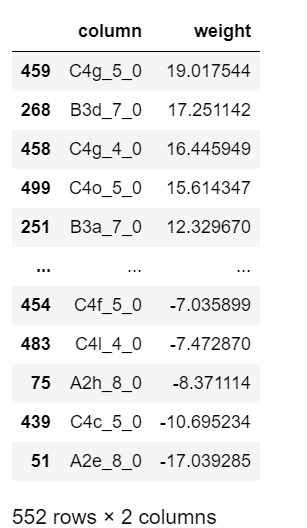 column weight
459 C4g_5_0 19.017544
268 B3d_7_0 17.251142
458 C4g_4_0 16.445949
499 C4o_5_0 15.614347
251 B3a_7_0 12.329670
... ... ...
454 C4f_5_0 -7.035899
483 C4l_4_0 -7.472870
75 A2h_8_0 -8.371114
439 C4c_5_0 -10.695234
51 A2e_8_0 -17.039285
552 rows × 2 columns